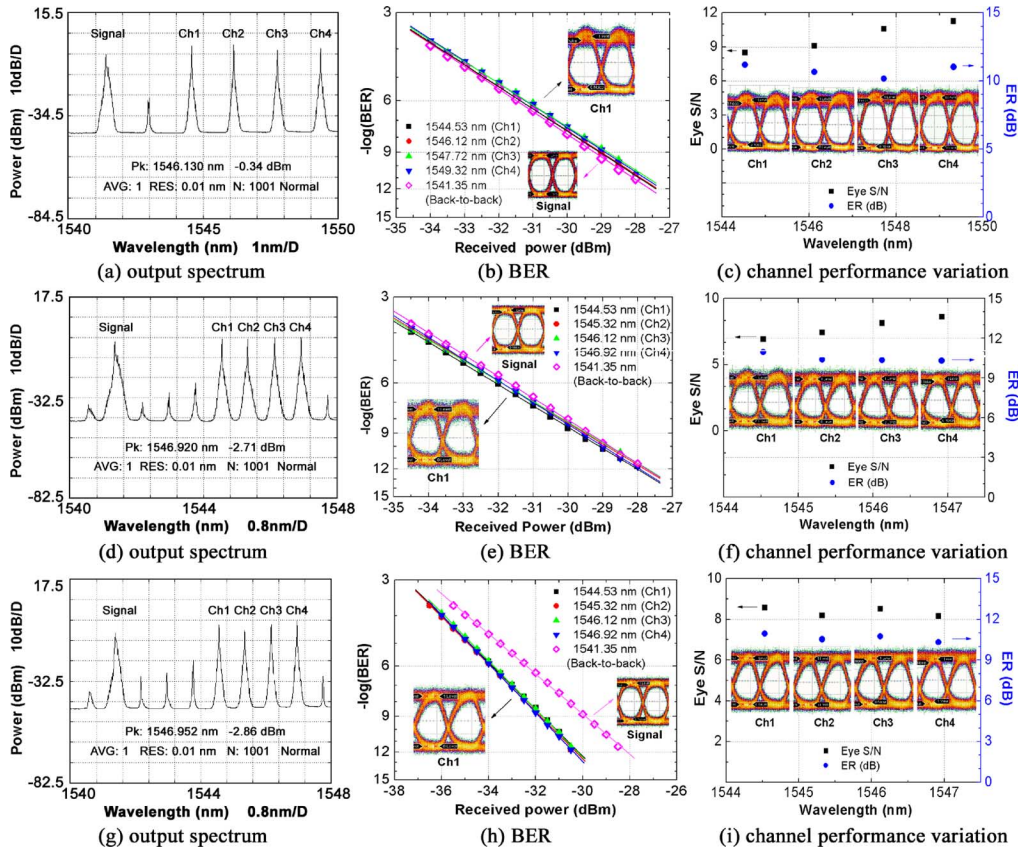 15.5
-34.5
-84.5
Power (dBm) 10dB/D
Signal
Ch1
Ch2
Ch3
Ch4
Pk: 1546.130 nm -0.34 dBm
AVG: 1 RES: 0.01 nm N: 1001 Normal
1540 1550
Wavelength (nm) 1nm/D
(a) output spectrum
3
6
9
12
15
-log(BER)
Ch1
1544.53 nm (Ch1)
1546.12 nm (Ch2)
1547.72 nm (Ch3)
1549.32 nm (Ch4)
1541.35 nm
(Back-to-back)
Signal
-35 -34 -33 -32 -31 -30 -29 -28 -27
Received power (dBm)
(b) BER
12
9
6
3
0
Eye S/N
15
10
5
0
ER (dB)
Ch1 Ch2 Ch3 Ch4
Eye S/N
ER (dB)
1544 1546 1548 1550
Wavelength (nm)
(c) channel performance variation
17.5
-32.5
-82.5
Power (dBm) 10dB/D
Signal
Ch1 Ch2 Ch3 Ch4
Pk: 1546.920 nm -2.71 dBm
AVG: 1 RES: 0.01 nm N: 1001 Normal
1540 1544 1548
Wavelength (nm) 0.8nm/D
(d) output spectrum
3
6
9
12
15
-log(BER)
Signal
1544.53 nm (Ch1)
1545.32 nm (Ch2)
1546.12 nm (Ch3)
1546.92 nm (Ch4)
1541.35 nm
(Back-to-back)
Ch1
-35 -34 -33 -32 -31 -30 -29 -28 -27
Received Power (dBm)
(e) BER
10
5
0
Eye S/N
15
12
9
6
3
0
ER (dB)
Ch1 Ch2 Ch3 Ch4
Eye S/N
ER (dB)
1544 1545 1546 1547
Wavelength (nm)
(f) channel performance variation
17.5
-32.5
-82.5
Power (dBm) 10dB/D
Signal
Ch1 Ch2 Ch3 Ch4
Pk: 1546.952 nm -2.86 dBm
AVG: 1 RES: 0.01 nm N: 1001 Normal
1540 1544 1548
Wavelength (nm) 0.8nm/D
(g) output spectrum
3
6
9
12
15
-log(BER)
1544.53 nm (Ch1)
1545.32 nm (Ch2)
1546.12 nm (Ch3)
1546.92 nm (Ch4)
1541.35 nm
(Back-to-back)
Ch1
Signal
-38 -36 -34 -32 -30 -28 -26
Received power (dBm)
(h) BER
10
8
6
4
2
Eye S/N
15
12
9
6
3
0
ER (dB)
Ch1 Ch2 Ch3 Ch4
Eye S/N
ER (dB)
1544 1545 1546 1547
Wavelength (nm)
(i) channel performance variation